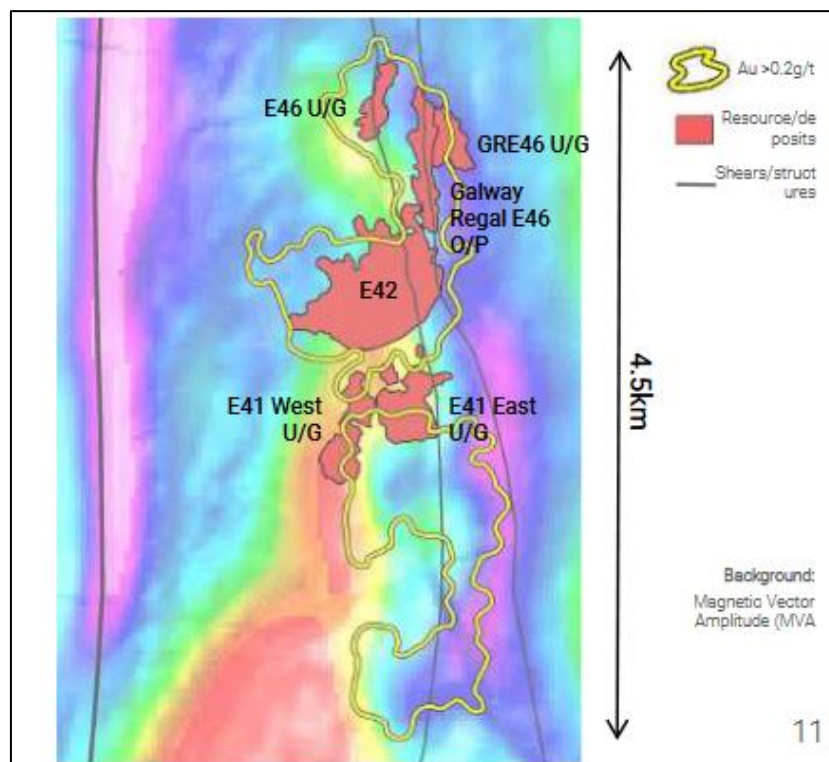 E46 U/G
GRE46 U/G
Galway
Regal E46
O/P
E42
E41 West
U/G
E41 East
U/G
4.5km
Au >0.2g/t
Resource/de
posits
Shears/struct
ures
Background:
Magnetic Vector
Amplitude (MVA
11